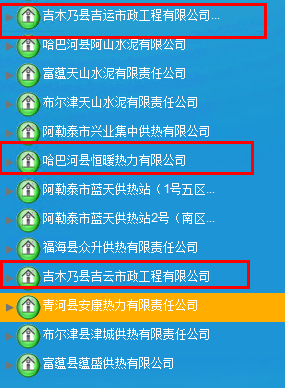 吉木乃县吉运市政工程有限公司...
哈巴河县阿山水泥有限公司
富蕴天山水泥有限责任公司
布尔津天山水泥有限责任公司
阿勒泰市兴业集中供热有限公司
哈巴河县恒暖热力有限公司
阿勒泰市蓝天供热站（1号五区...
阿勒泰市蓝天供热站2号（南区...
福海县众升供热有限责任公司
吉木乃县吉云市政工程有限公司
青河县安康热力有限责任公司
布尔津县津城供热有限责任公司
富蕴县蕴盛供热有限公司